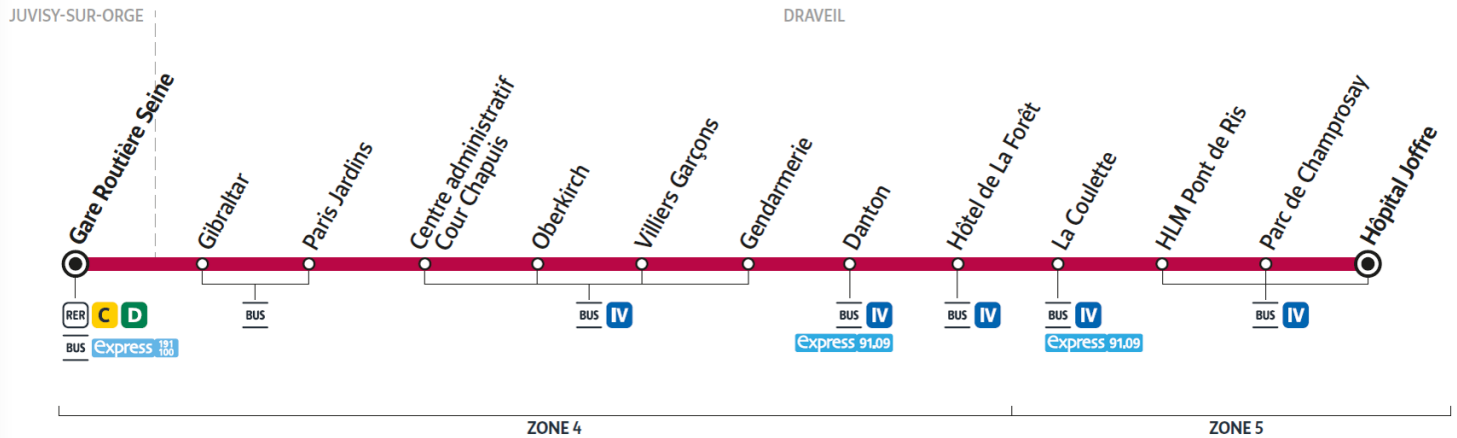 JUVISY-SUR-ORGE
DRAVEIL
Gare Routière Seine
Gibraltar
Paris Jardins
Centre administratif
Cour Chapuis
Oberkirch
Villiers Garçons
Gendarmerie
Danton
Hôtel de La Forêt
La Coulette
HLM Pont de Ris
Parc de Champrosay
Hôpital Joffre
RER C D
BUS express 191 100
BUS
BUS IV
BUS IV
express 91.09
BUS IV
BUS IV
express 91.09
BUS IV
ZONE 4
ZONE 5